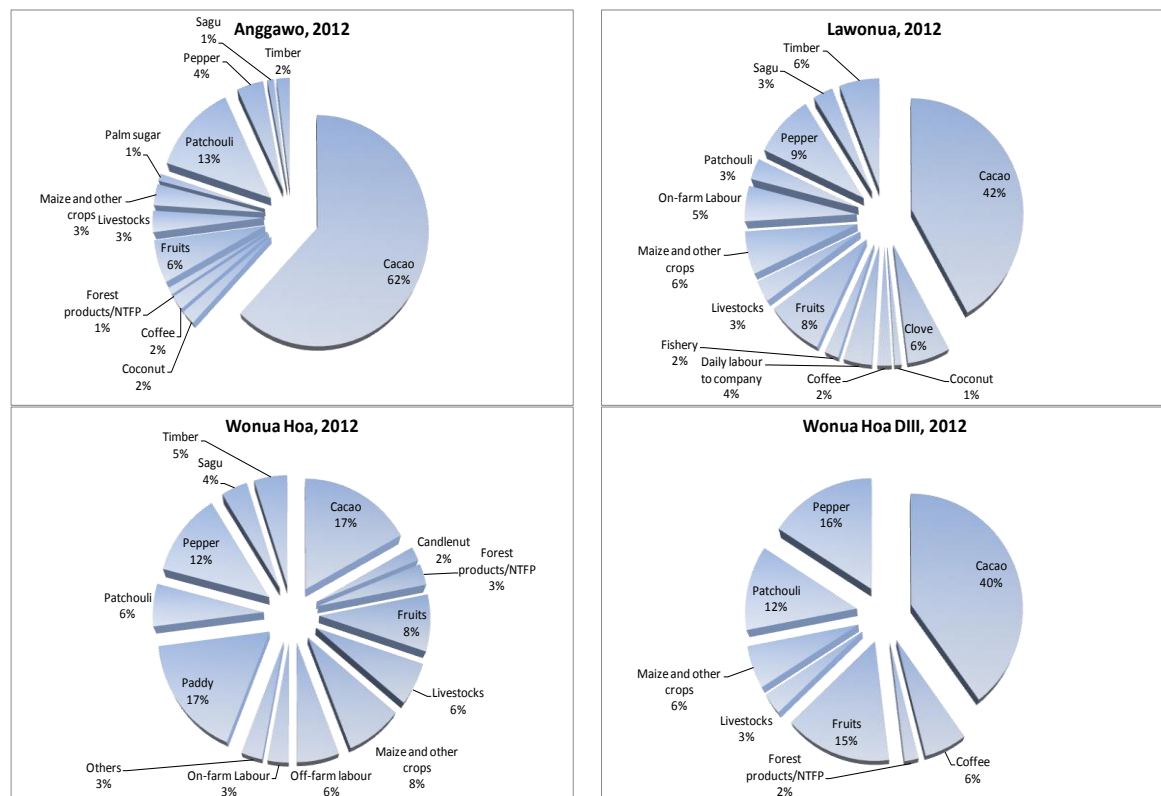 Anggawo, 2012
Sagu
1%
Timber
2%
Pepper
4%
Patchouli
13%
Palm sugar
1%
Maize and other
crops
3%
Livestocks
3%
Fruits
6%
Forest
products/NTFP
1%
Coffee
2%
Coconut
2%
Cacao
62%
Lawonua, 2012
Timber
6%
Sagu
3%
Pepper
9%
Patchouli
3%
On-farm Labour
5%
Maize and other
crops
6%
Livestocks
3%
Fruits
8%
Fishery
2%
Daily labour
to company
4%
Coffee
2%
Coconut
1%
Clove
6%
Cacao
42%
Wonua Hoa, 2012
Timber
5%
Sagu
4%
Pepper
12%
Patchouli
6%
Paddy
17%
Others
3%
On-farm Labour
3%
Off-farm labour
6%
Maize and other
crops
8%
Livestocks
6%
Fruits
8%
Forest
products/NTFP
3%
Candlenut
2%
Cacao
17%
Wonua Hoa DIII, 2012
Pepper
16%
Patchouli
12%
Maize and other
crops
6%
Livestocks
3%
Fruits
15%
Forest
products/NTFP
2%
Coffee
6%
Cacao
40%